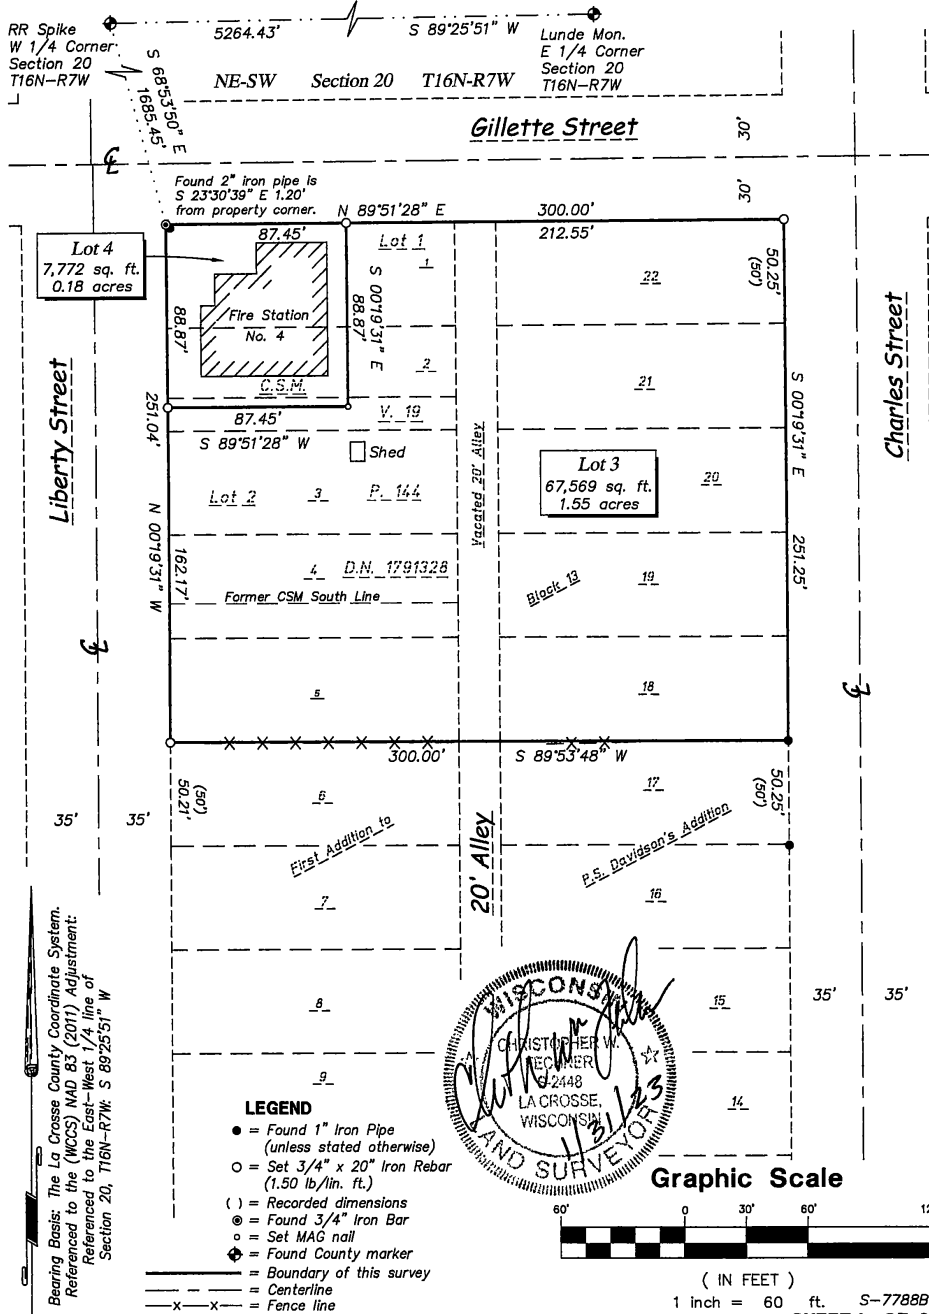 RR Spike
W 1/4 Corner
Section 20
T16N-R7W
5264.43'
S 89°25'51" W
Lunde Mon.
E 1/4 Corner
Section 20
T16N-R7W
S 68°53'50" E
1685.45'
NE-SW Section 20 T16N-R7W
Gillette Street
30'
30'
Found 2" iron pipe is
S 23°30'39" E 1.20'
from property corner.
N 89°51'28" E
300.00'
87.45'
212.55'
Lot 4
7,772 sq. ft.
0.18 acres
Lot 1
1
22
50.25'
(50')
88.87'
Fire Station
No. 4
S 00°19'31" E
88.87'
2
21
C.S.M.
V. 19
87.45'
S 89°51'28" W
Shed
Liberty Street
Charles Street
251.04'
N 00°19'31" W
162.17'
S 00°19'31" E
251.25'
Vacated 20' Alley
Lot 3
67,569 sq. ft.
1.55 acres
20
Lot 2
3
P. 144
4
D.N. 1791328
Former CSM South Line
Block 13
19
5
18
300.00'
S 89°53'48" W
50.21'
(50')
6
17
50.25'
(50')
35'
35'
First Addition to
P.S. Davidson's Addition
20' Alley
7
16
8
15
35'
35'
9
14
Bearing Basis: The La Crosse County Coordinate System.
Referenced to the (WCCS) NAD 83 (2011) Adjustment:
Referenced to the East-West 1/4 line of
Section 20, T16N-R7W: S 89°25'51" W
WISCONSIN
CHRISTOPHER W.
FECHNER
S-2448
LA CROSSE,
WISCONSIN
LAND SURVEYOR
1/31/23
LEGEND
= Found 1" Iron Pipe
(unless stated otherwise)
= Set 3/4" x 20" Iron Rebar
(1.50 lb/lin. ft.)
( ) = Recorded dimensions
= Found 3/4" Iron Bar
= Set MAG nail
= Found County marker
= Boundary of this survey
= Centerline
x x = Fence line
Graphic Scale
60' 0 30' 60'
( IN FEET )
1 inch = 60 ft.
S-7788B